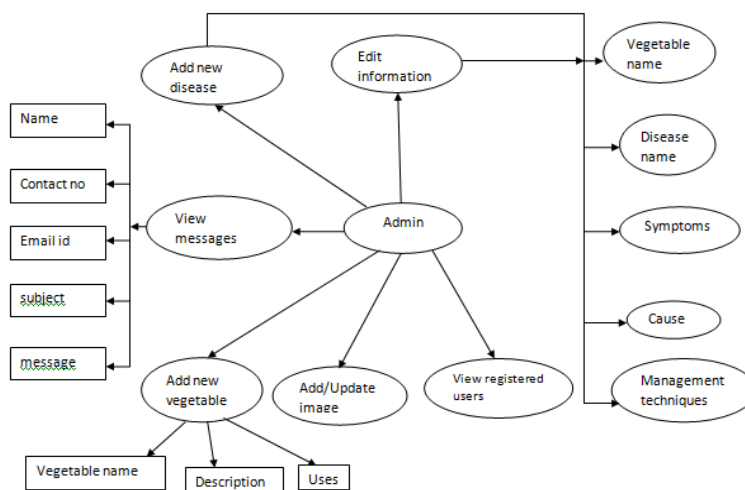 Add new
disease
Edit
information
Vegetable
name
Name
Disease
name
Contact no
View
messages
Admin
Symptoms
Email id
subject
Cause
message
Add new
vegetable
Add/Update
image
View registered
users
Management
techniques
Vegetable name
Description
Uses